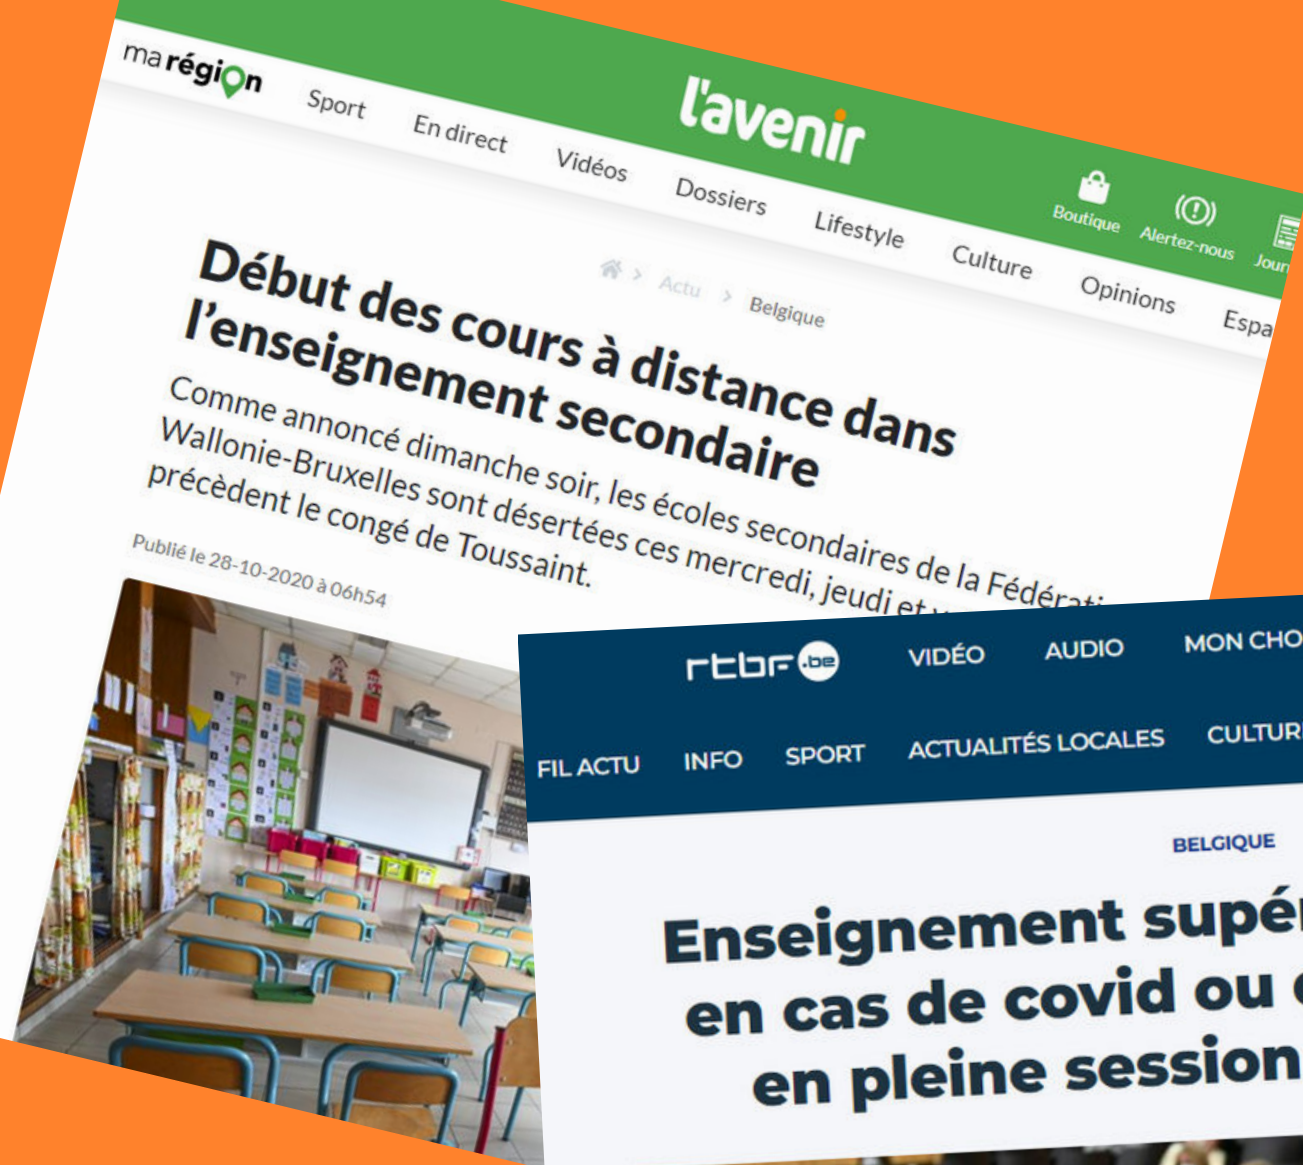 ma région
Sport
En direct
Vidéos
Dossiers
Lifestyle
Culture
Opinions
l'avenir
Boutique
Alertez-nous
Actu > Belgique
Début des cours à distance dans
l'enseignement secondaire
Comme annoncé dimanche soir, les écoles secondaires de la
Wallonie-Bruxelles sont désertées ces mercredi, jeudi et
précèdent le congé de Toussaint.
Publié le 28-10-2020 à 06h54
rtbf.be
VIDÉO
AUDIO
MON
FIL ACTU
INFO
SPORT
ACTUALITÉS LOCALES
BELGIQUE
Enseignement
en cas de covid ou
en pleine session